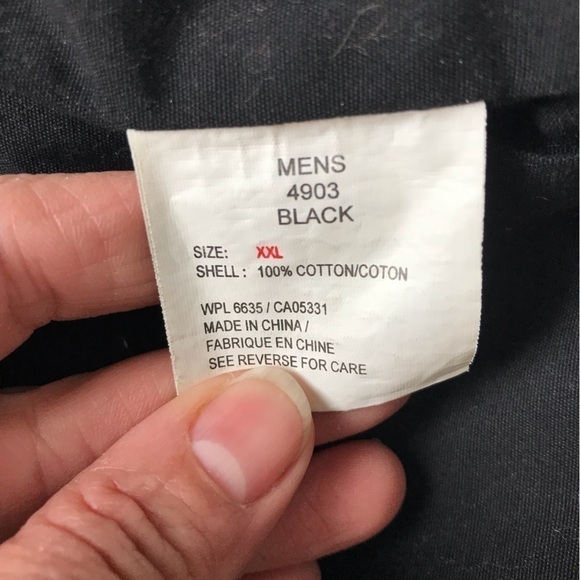 MENS
4903
BLACK
SIZE: XXL
SHELL : 100% COTTON/COTON
WPL 6635 / CA05331
MADE IN CHINA /
FABRIQUE EN CHINE
SEE REVERSE FOR CARE